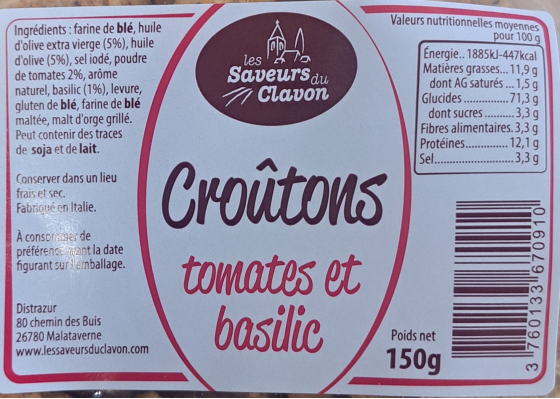 Ingrédients : farine de blé, huile
d'olive extra vierge (5%), huile
d'olive (5%), sel iodé, poudre
de tomates 2%, arôme
naturel, basilic (1%), levure,
gluten de blé, farine de blé
maltée, malt d'orge grillé.
Peut contenir des traces
de soja et de lait.
Conserver dans un lieu
frais et sec.
Fabriqué en Italie.
À consommer de
préférence avant la date
figurant sur l'emballage.
Distrazur
80 chemin des Buis
26780 Malataverne
www.lessaveursduclavon.com
les
Saveurs du
Clavon
Croûtons
tomates et
basilic
Valeurs nutritionnelles moyennes
pour 100 g
Énergie.. 1885kJ-447kcal
Matières grasses... 11,9 g
dont AG saturés ... 1,5 g
Glucides ............ 71,3 g
dont sucres .......... 3,3 g
Fibres alimentaires. 3,3 g
Protéines............. 12,1 g
Sel..................... 3,3 g
Poids net
150g
3 760133 670910